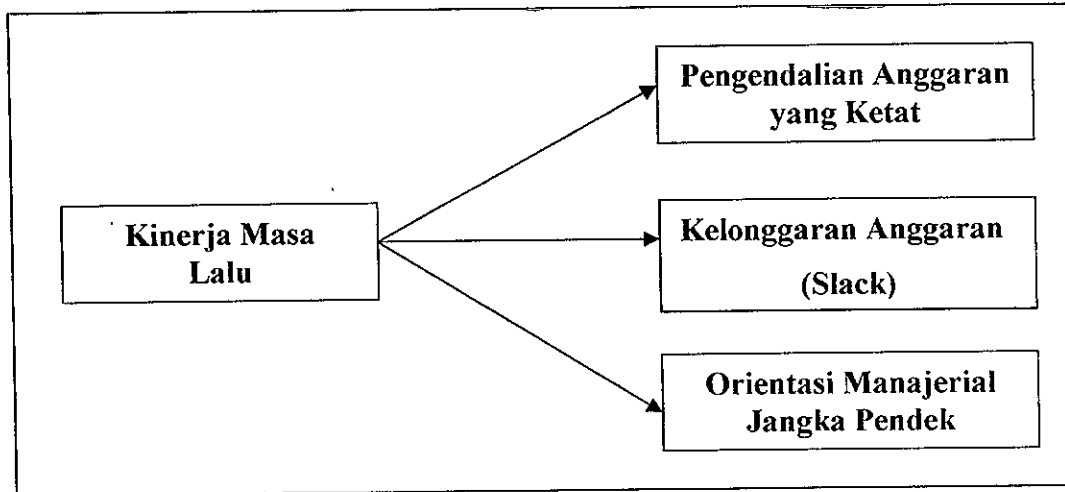 Pengendalian Anggaran
yang Ketat
Kinerja Masa
Lalu
Kelonggaran Anggaran
(Slack)
Orientasi Manajerial
Jangka Pendek